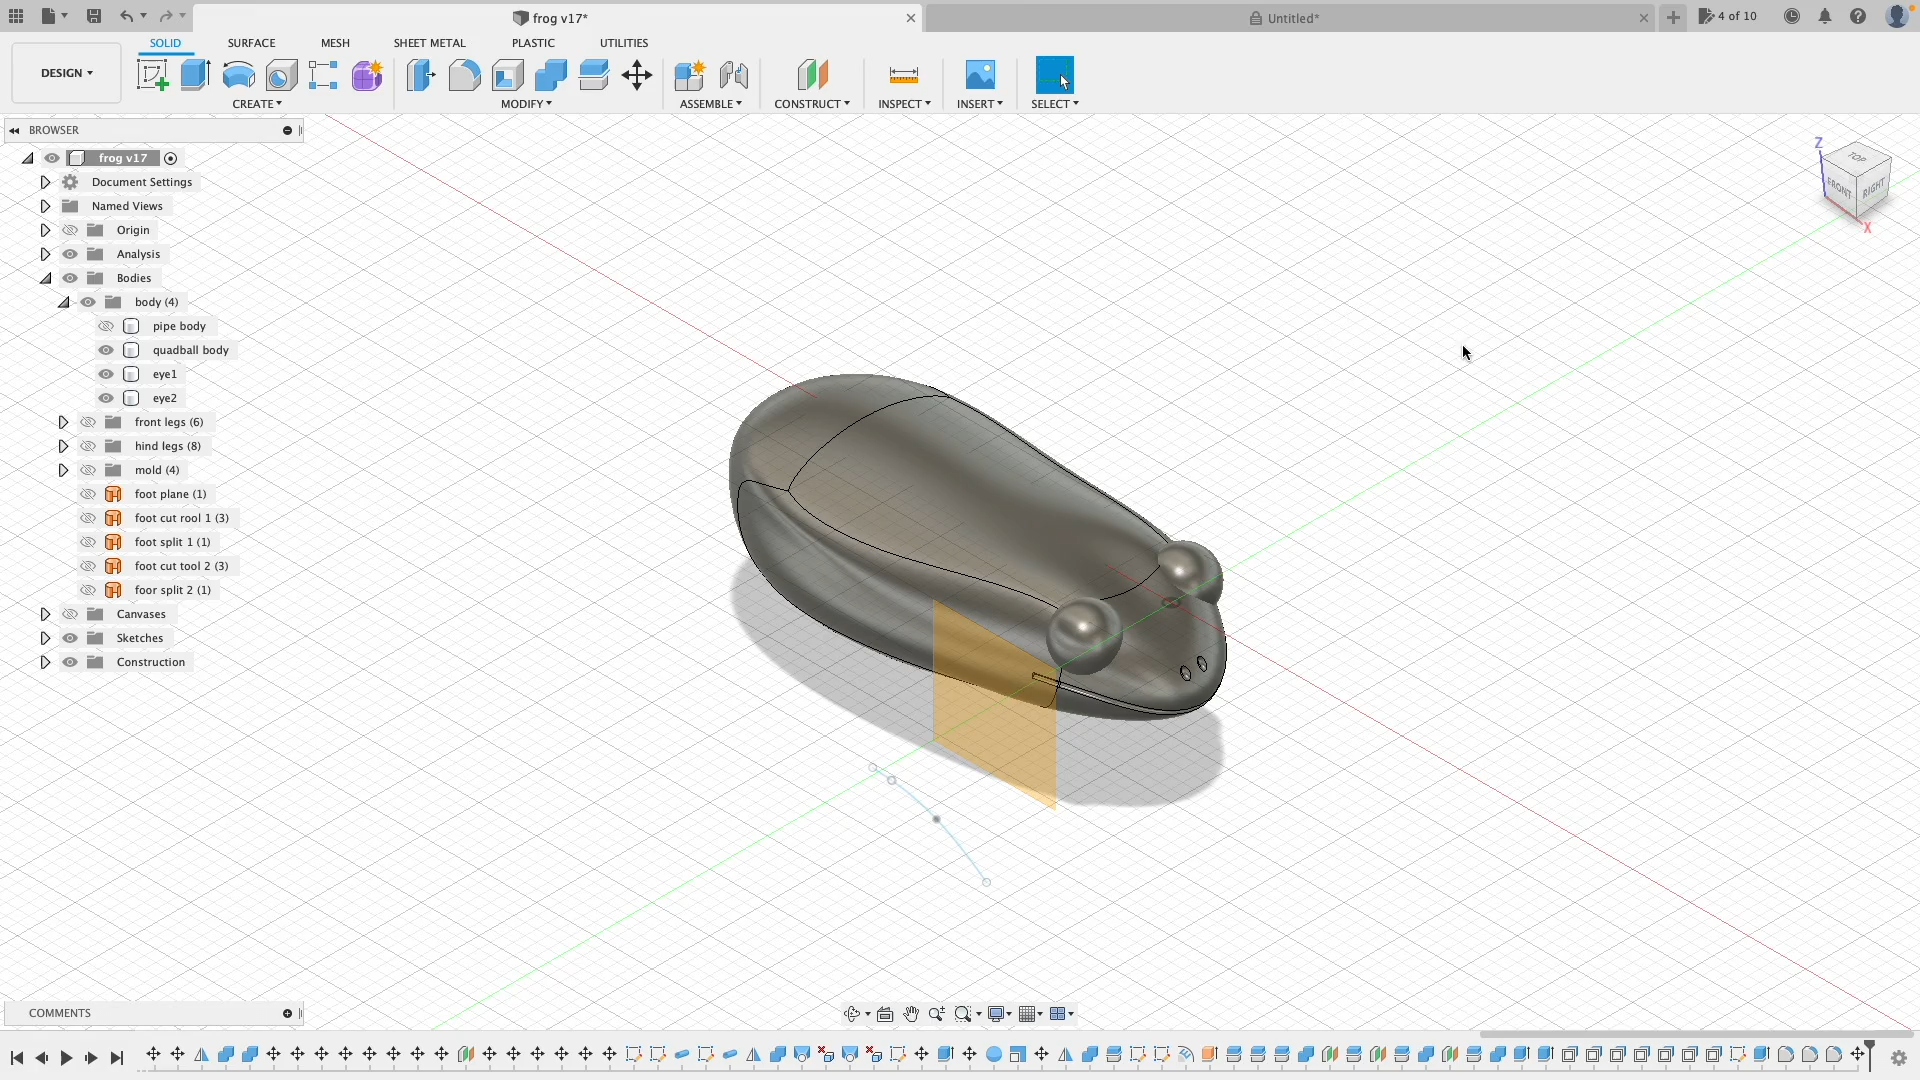 frog v17*
Untitled*
4 of 10
DESIGN
SOLID
SURFACE
MESH
SHEET METAL
PLASTIC
UTILITIES
CREATE
MODIFY
ASSEMBLE
CONSTRUCT
INSPECT
INSERT
SELECT
BROWSER
frog v17
Document Settings
Named Views
Origin
Analysis
Bodies
body (4)
pipe body
quadball body
eye1
eye2
front legs (6)
hind legs (8)
mold (4)
foot plane (1)
foot cut rool 1 (3)
foot split 1 (1)
foot cut tool 2 (3)
foor split 2 (1)
Canvases
Sketches
Construction
Z
TOP
FRONT
RIGHT
X
COMMENTS